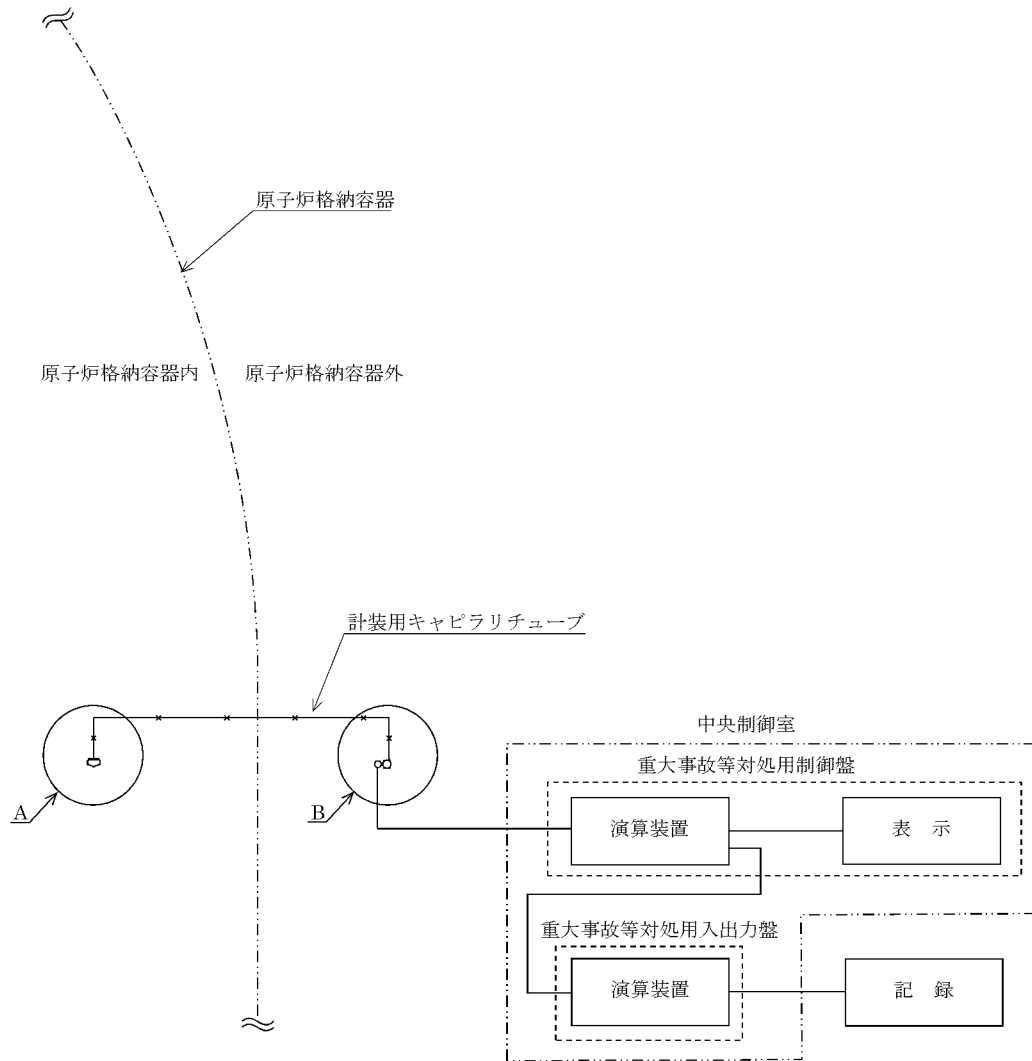 原子炉格納容器
原子炉格納容器内
原子炉格納容器外
計装用キャピラリチューブ
A
B
中央制御室
重大事故等対処用制御盤
演算装置
表 示
重大事故等対処用入出力盤
演算装置
記 録